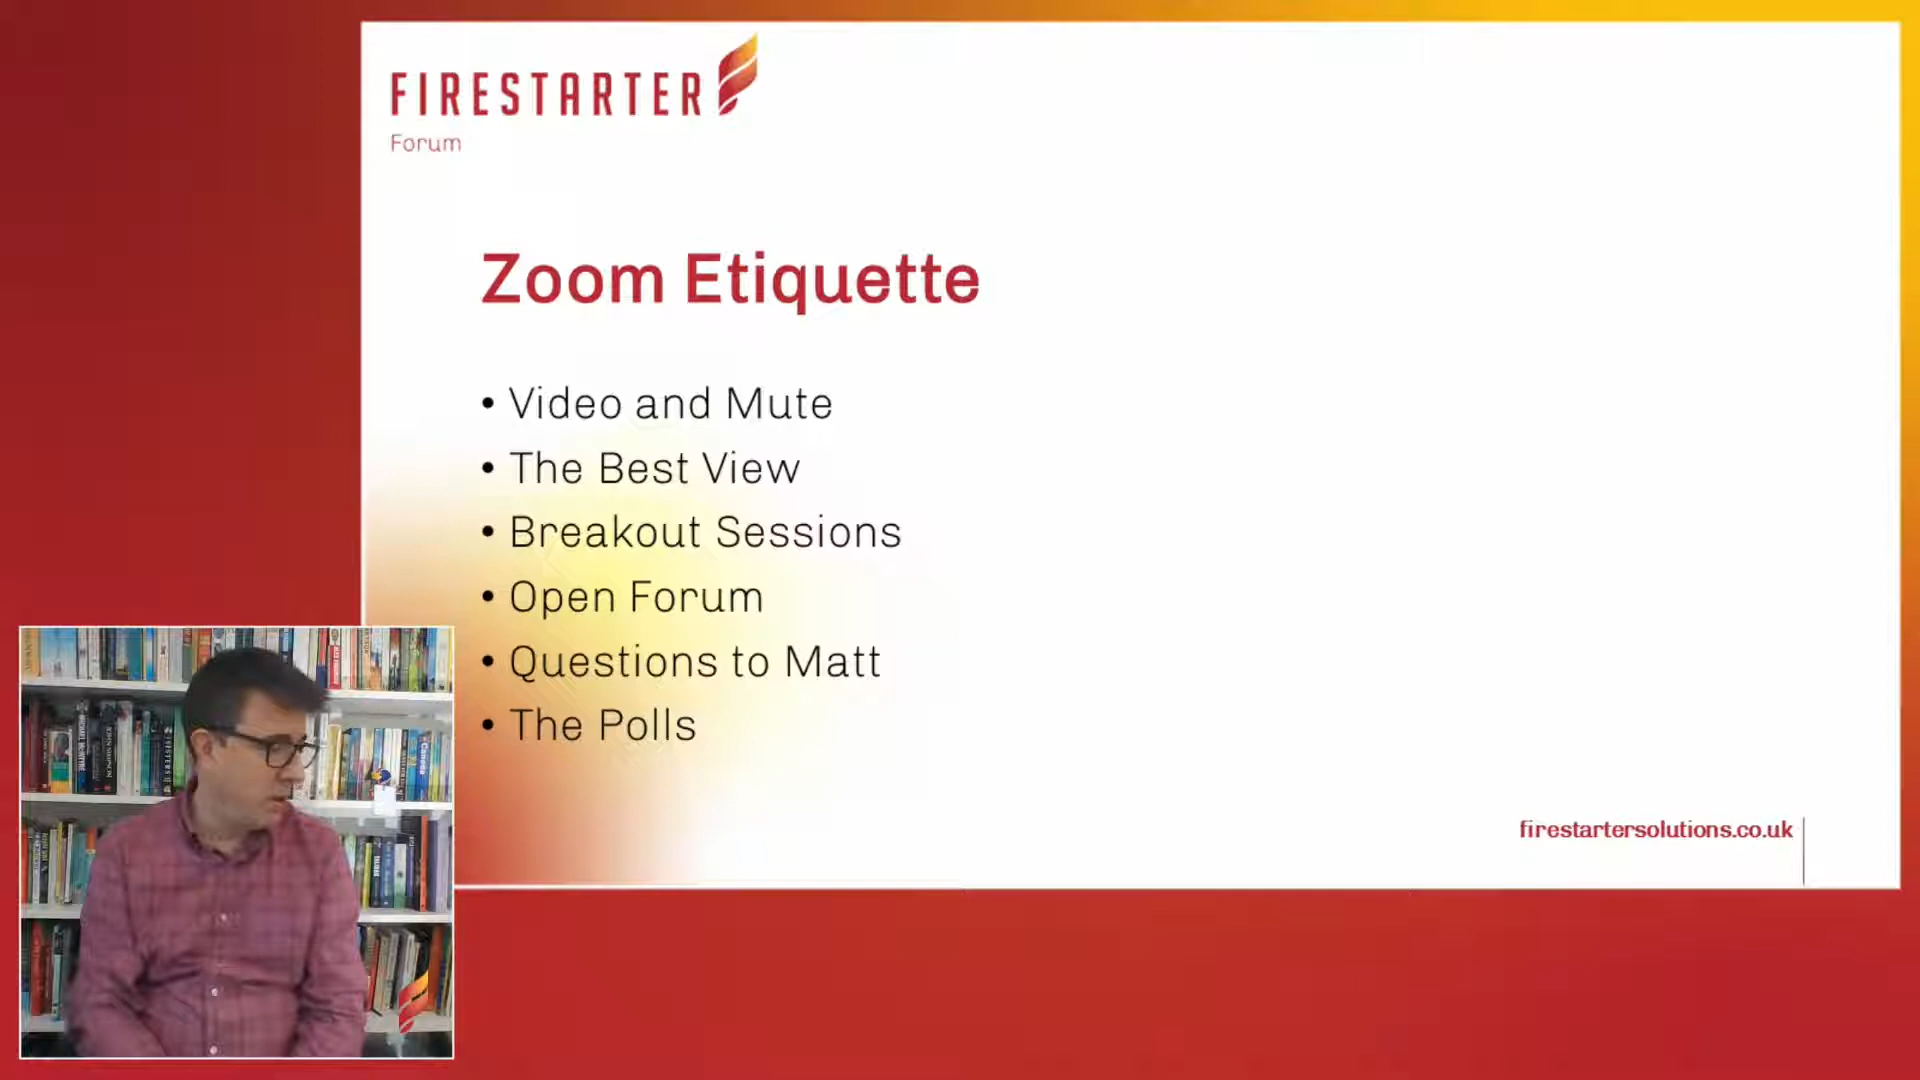 FIRESTARTER
Forum
Zoom Etiquette
• Video and Mute
• The Best View
• Breakout Sessions
• Open Forum
• Questions to Matt
• The Polls
firestartersolutions.co.uk
Canada